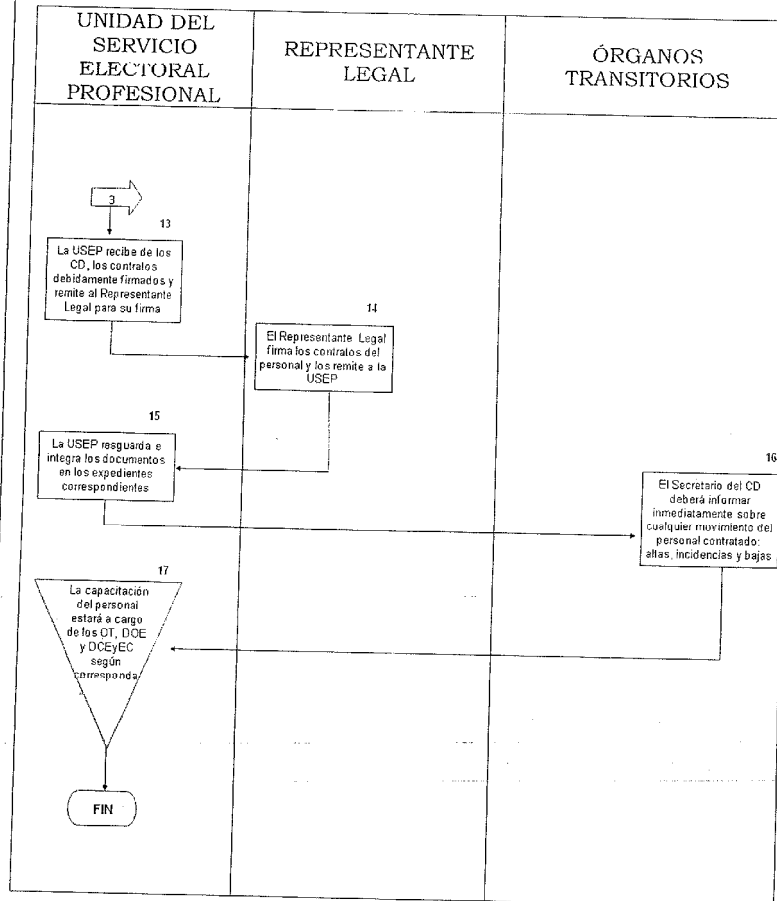 UNIDAD DEL
SERVICIO
ELECTORAL
PROFESIONAL
REPRESENTANTE
LEGAL
ÓRGANOS
TRANSITORIOS
3
13
La USEP recibe de los
CD, los contratos
debidamente firmados y
remite al Representante
Legal para su firma
14
El Representante Legal
firma los contratos del
personal y los remite a la
USEP
15
La USEP resguarda e
integra los documentos
en los expedientes
correspondientes
16
El Secretario del CD
deberá informar
inmediatamente sobre
cualquier movimiento del
personal contratado:
altas, incidencias y bajas
17
La capacitación
del personal
estará a cargo
de los OT, DOE
y DCEyEC
según
corresponda
FIN